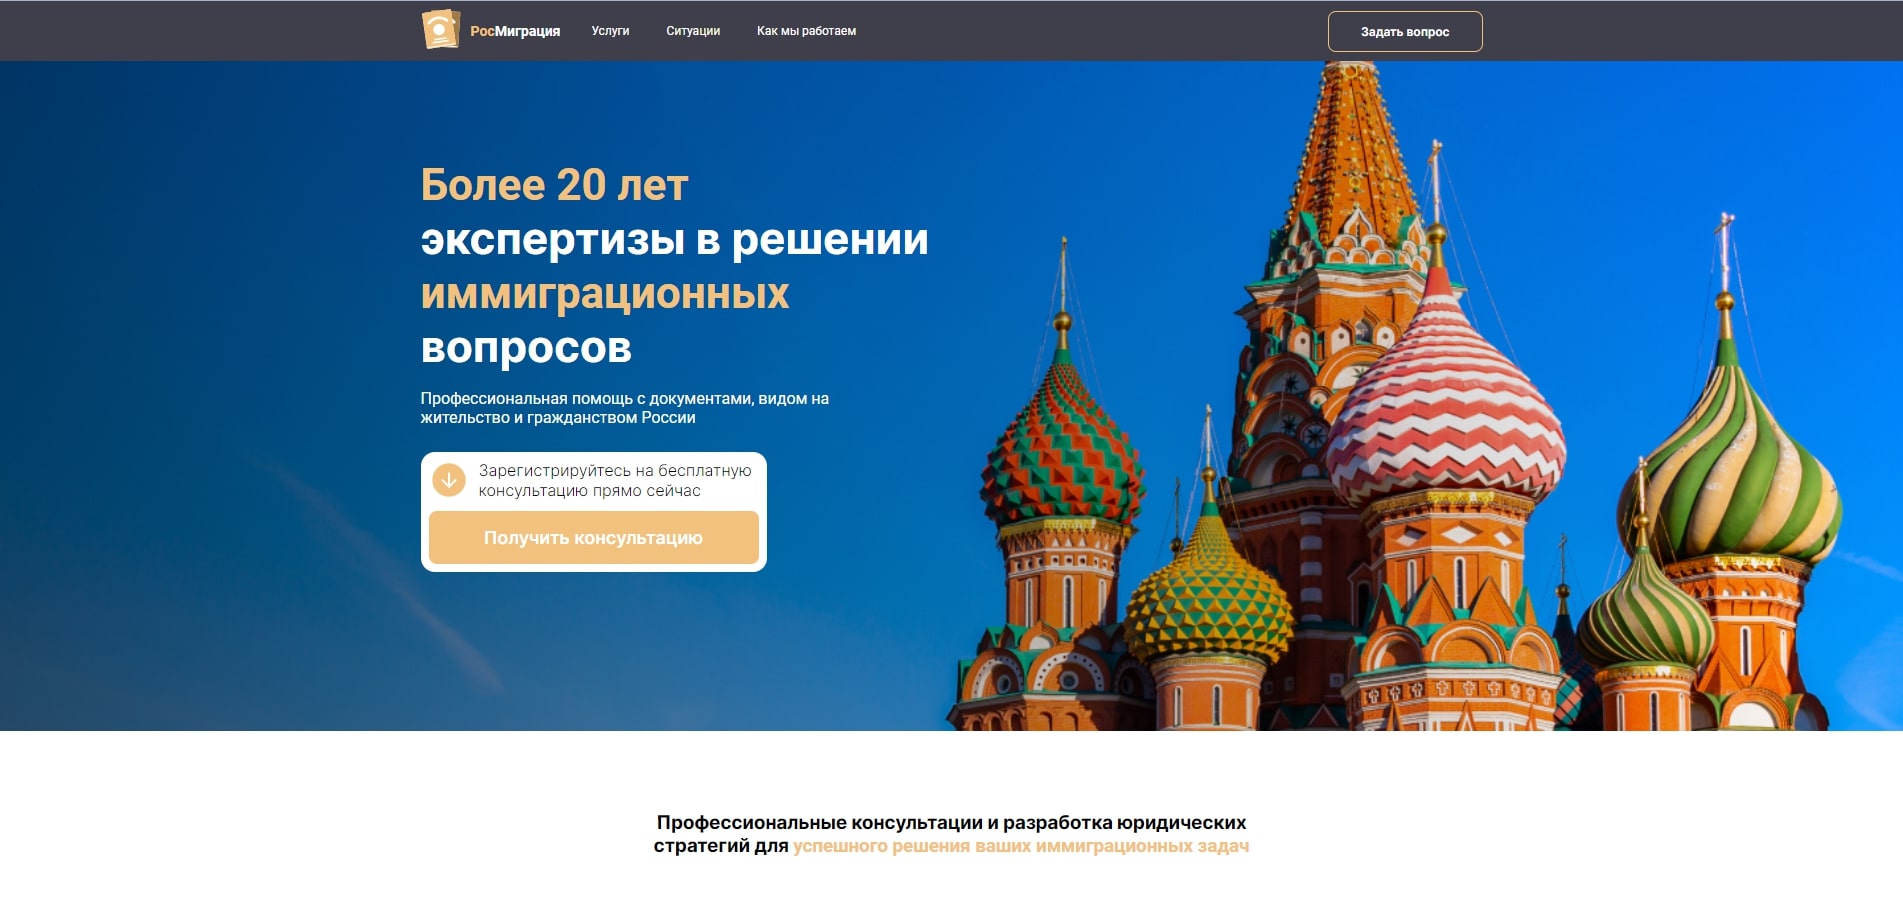 РосМиграция
Услуги
Ситуации
Как мы работаем
Задать вопрос
Более 20 лет
экспертизы в решении
иммиграционных
вопросов
Профессиональная помощь с документами, видом на
жительство и гражданством России
Зарегистрируйтесь на бесплатную
консультацию прямо сейчас
Получить консультацию
Профессиональные консультации и разработка юридических
стратегий для успешного решения ваших иммиграционных задач